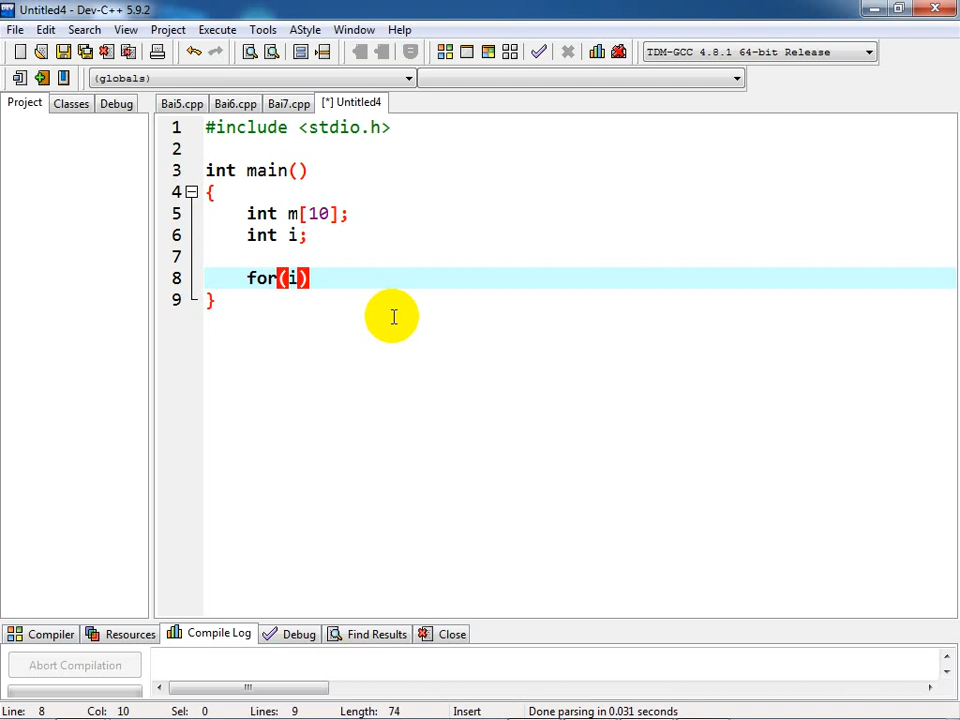 Untitled4 - Dev-C++ 5.9.2
File Edit Search View Project Execute Tools AStyle Window Help
TDM-GCC 4.8.1 64-bit Release
(globals)
Project Classes Debug Bai5.cpp Bai6.cpp Bai7.cpp [*] Untitled4
1 #include <stdio.h>
2
3 int main()
4 {
5 int m[10];
6 int i;
7
8 for(i)
9 }
Compiler Resources Compile Log Debug Find Results Close
Abort Compilation
Line: 8 Col: 10 Sel: 0 Lines: 9 Length: 74 Insert Done parsing in 0.031 seconds